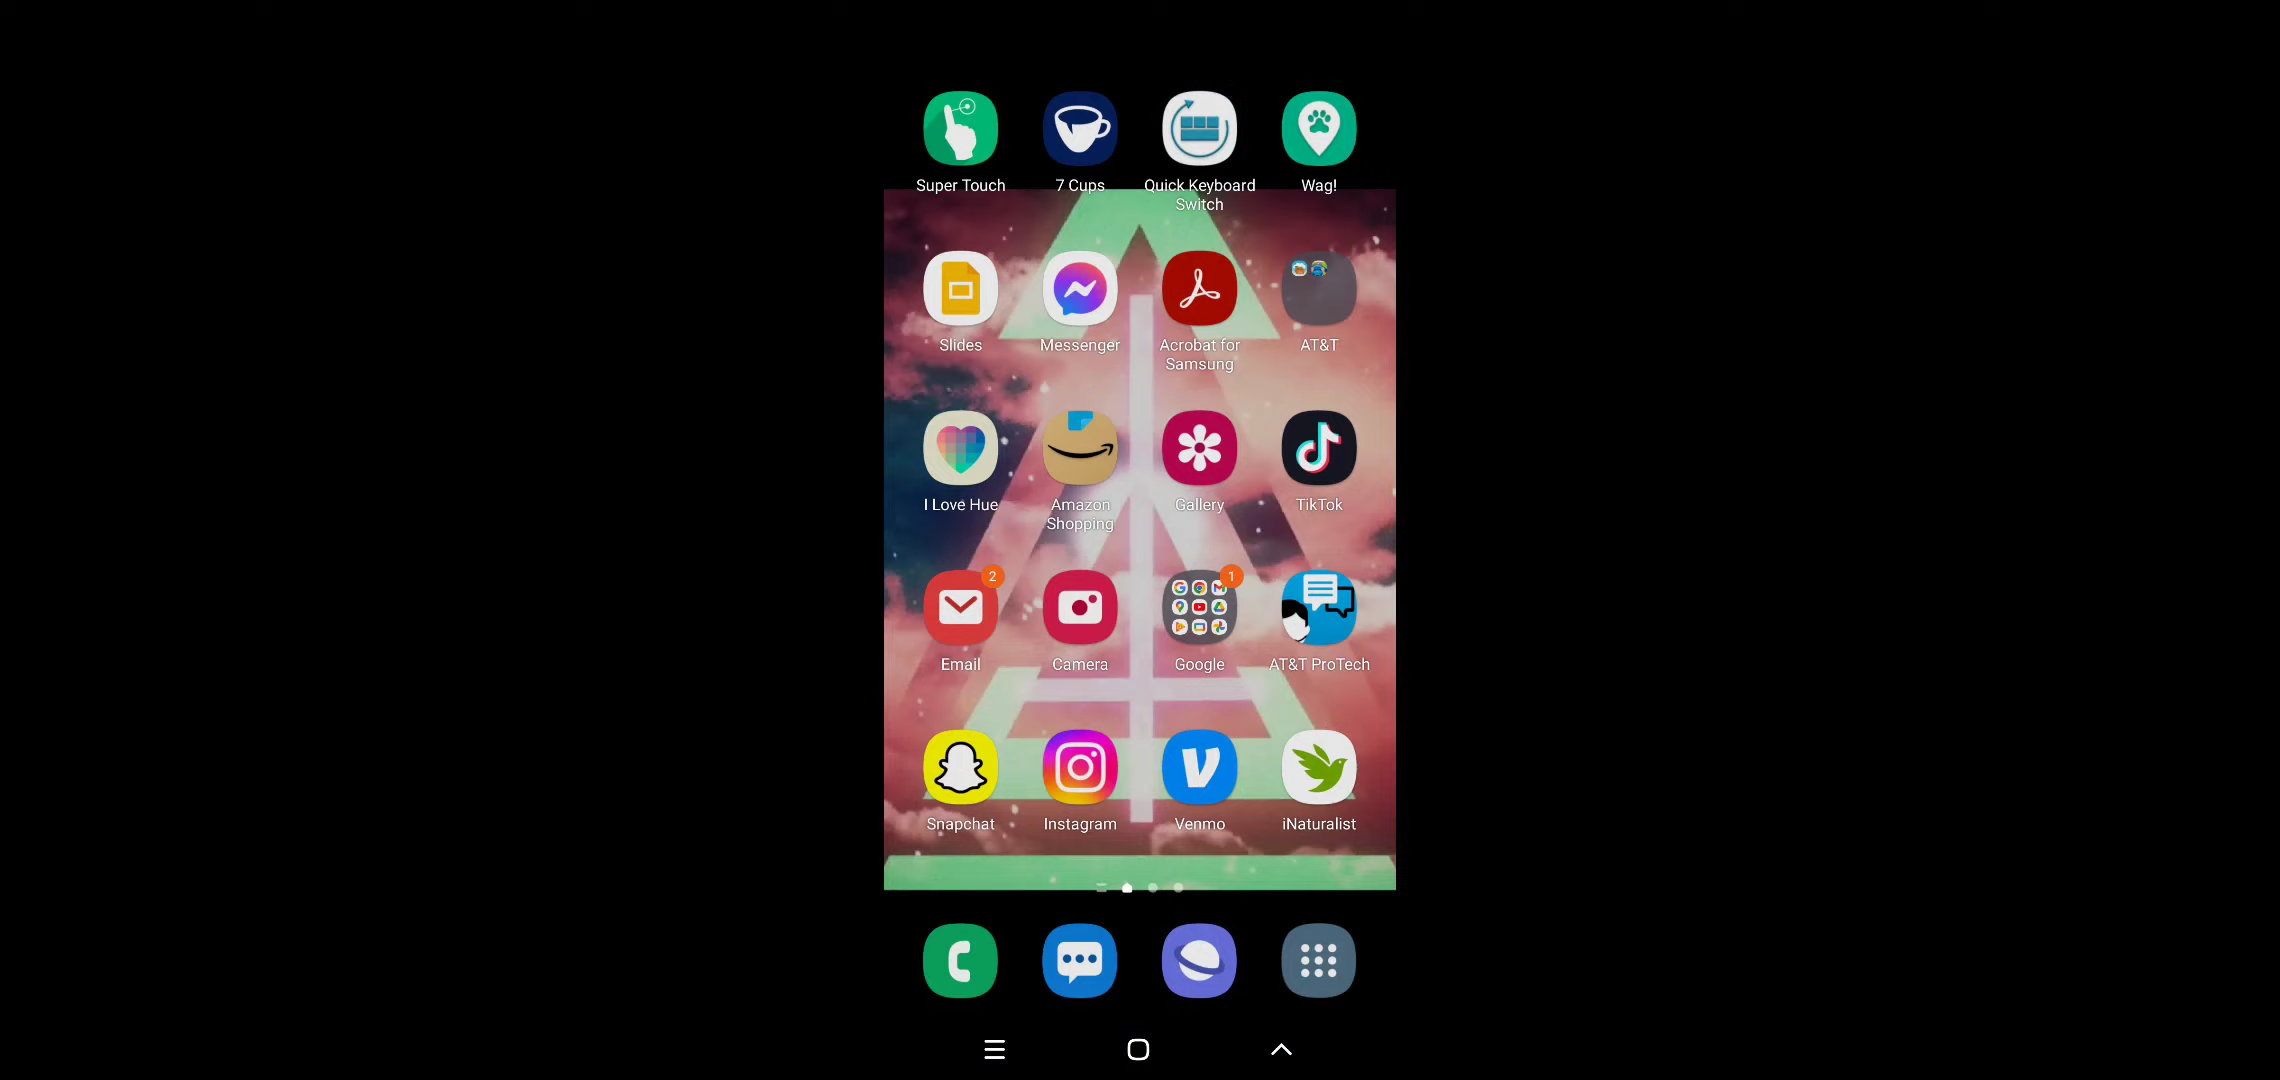 Super Touch
7 Cups
Quick Keyboard
Switch
Wag!
Slides
Messenger
Acrobat for
Samsung
AT&T
I Love Hue
Amazon
Shopping
Gallery
TikTok
2
Email
Camera
1
Google
AT&T ProTech
Snapchat
Instagram
Venmo
iNaturalist